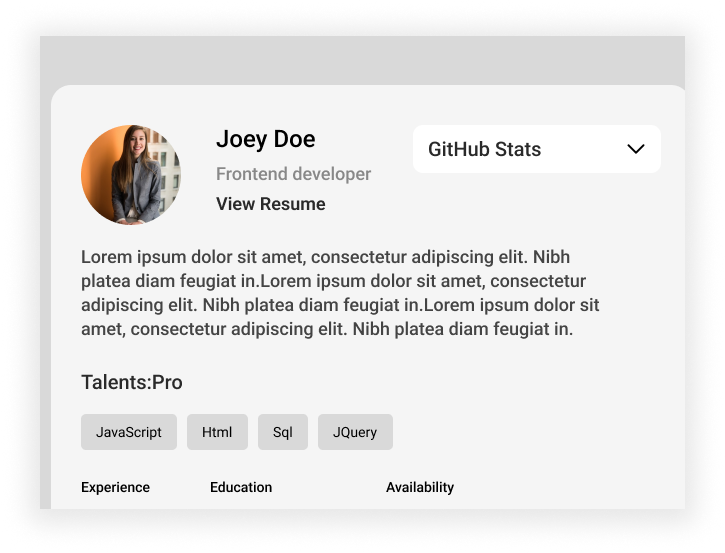 Joey Doe
GitHub Stats
Frontend developer
View Resume
Lorem ipsum dolor sit amet, consectetur adipiscing elit. Nibh
platea diam feugiat in.Lorem ipsum dolor sit amet, consectetur
adipiscing elit. Nibh platea diam feugiat in.Lorem ipsum dolor sit
amet, consectetur adipiscing elit. Nibh platea diam feugiat in.
Talents:Pro
JavaScript Html Sql JQuery
Experience Education Availability